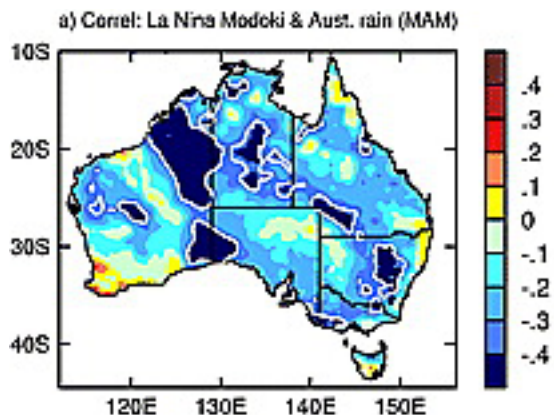 a) Correl: La Nina Modoki & Aust. rain (MAM)
10S
20S
30S
40S
120E 130E 140E 150E
.4
.3
.2
.1
0
-.1
-.2
-.3
-.4